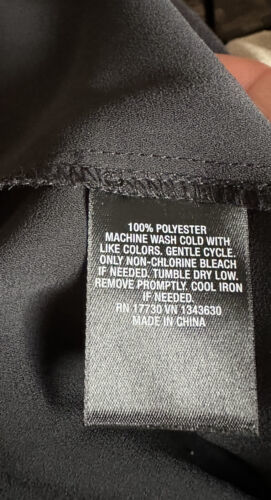 100% POLYESTER
MACHINE WASH COLD WITH
LIKE COLORS. GENTLE CYCLE.
ONLY NON-CHLORINE BLEACH
IF NEEDED. TUMBLE DRY LOW.
REMOVE PROMPTLY. COOL IRON
IF NEEDED.
RN 17730 VN 1343630
MADE IN CHINA